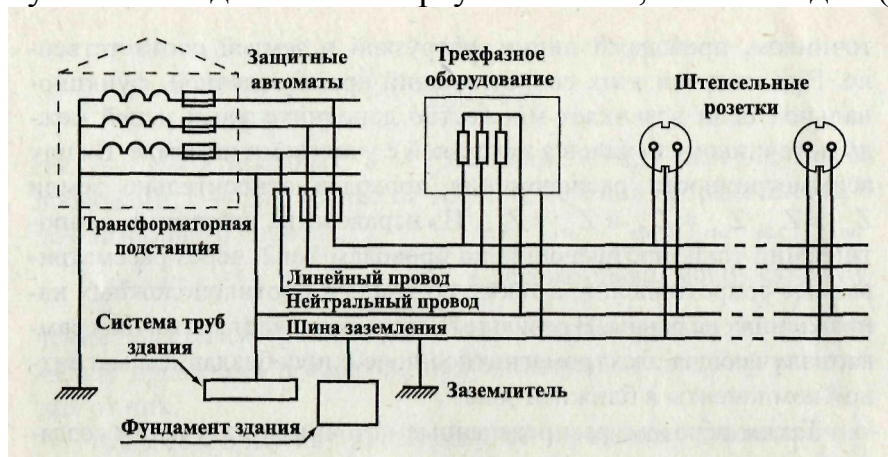 Защитные
автоматы
Трехфазное
оборудование
Штепсельные
розетки
Трансформаторная
подстанция
Линейный провод
Нейтральный провод
Шина заземления
Система труб
здания
Заземлитель
Фундамент здания